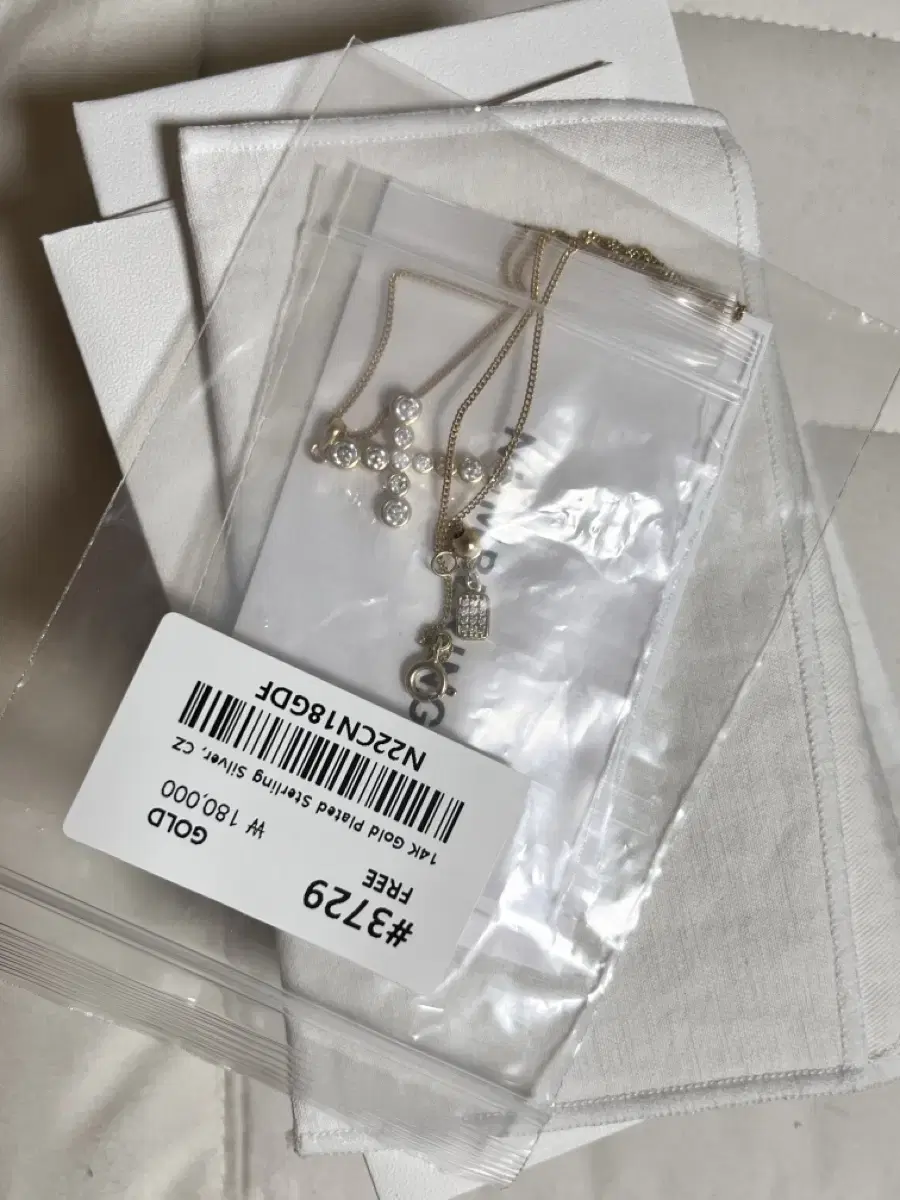 #3729
FREE
GOLD
₩ 180,000
14K Gold Plated Sterling Silver, CZ
N22CN18GDF